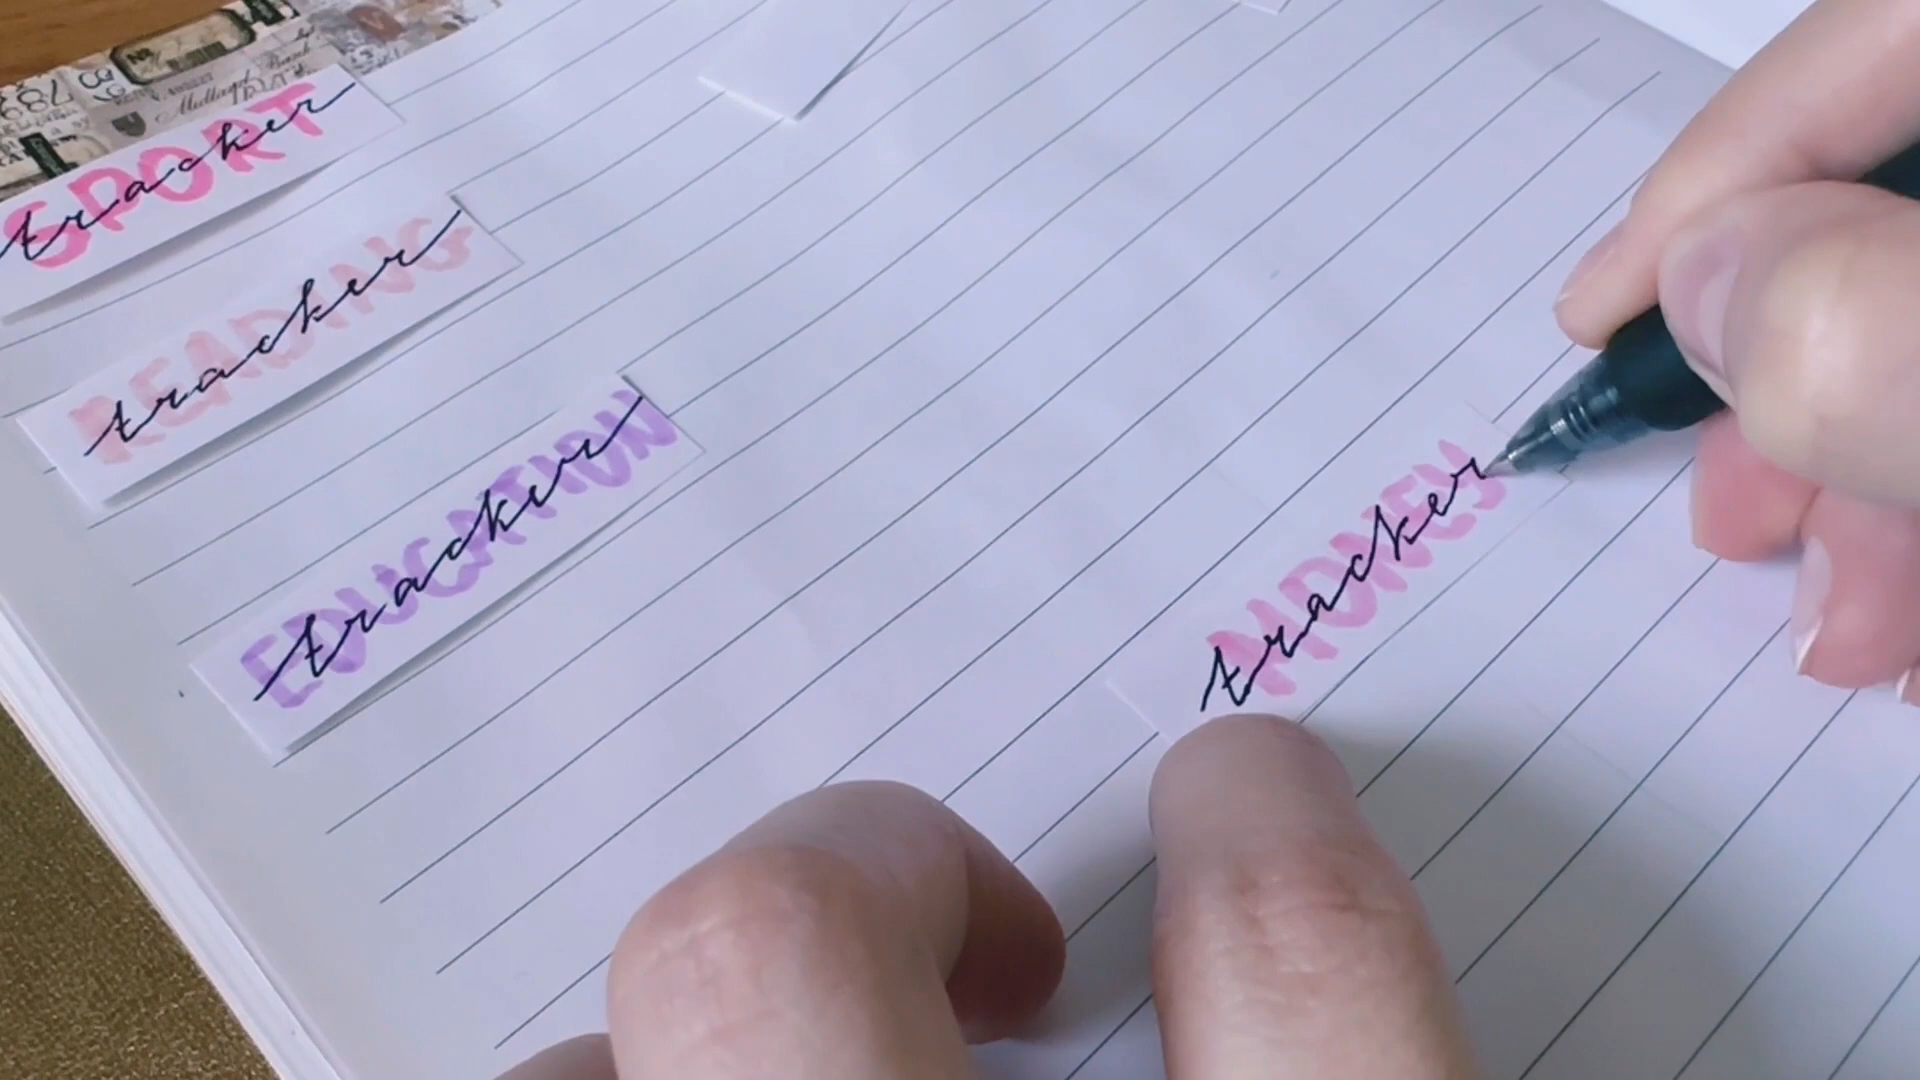 SPORT
tracker
READING
tracker
EDUCATION
tracker
MONEY
tracker